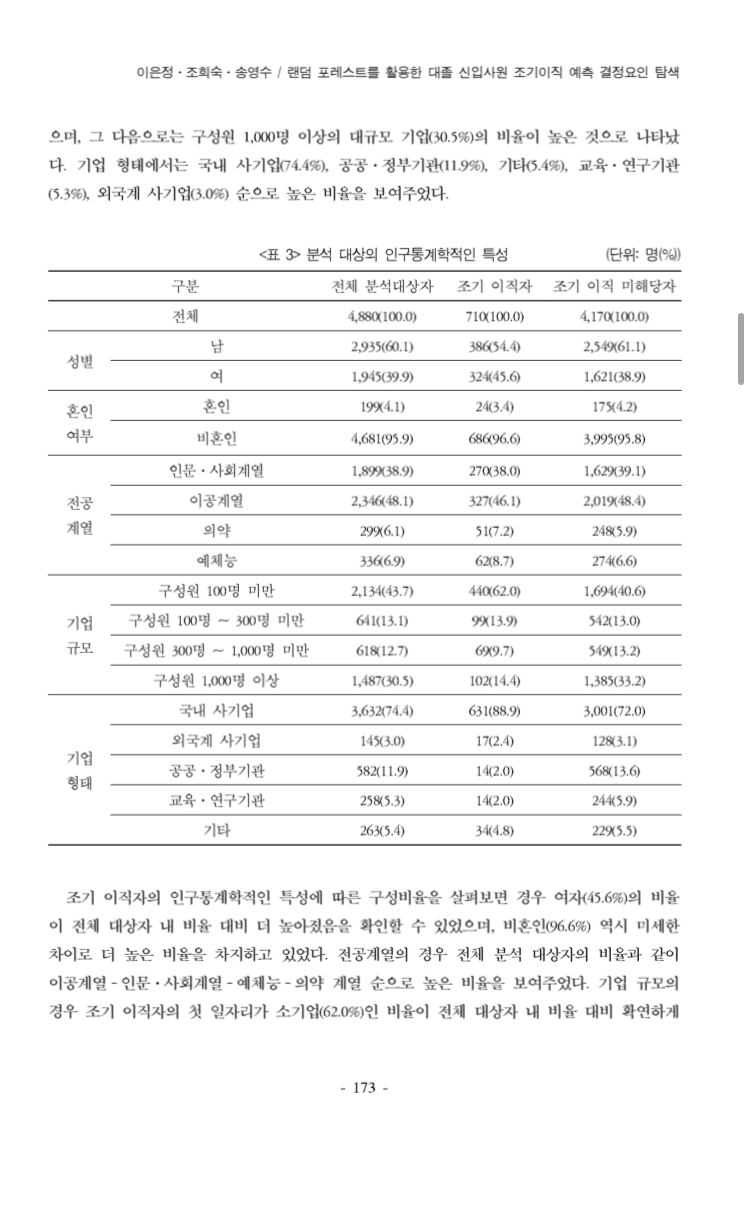 이은정·조희숙·송영수 / 랜덤 포레스트를 활용한 대졸 신입사원 조기이직 예측 결정요인 탐색
으며, 그 다음으로는 구성원 1,000명 이상의 대규모 기업(30.5%)의 비율이 높은 것으로 나타났
다. 기업 형태에서는 국내 사기업(74.4%), 공공·정부기관(11.9%), 기타(5.4%), 교육·연구기관
(5.3%), 외국계 사기업(3.0%) 순으로 높은 비율을 보여주었다.
<표 3> 분석 대상의 인구통계학적인 특성 (단위: 명(%))
구분 전체 분석대상자 조기 이직자 조기 이직 미해당자
전체 4,880(100.0) 710(100.0) 4,170(100.0)
성별 남 2,935(60.1) 386(54.4) 2,549(61.1)
여 1,945(39.9) 324(45.6) 1,621(38.9)
혼인 여부 혼인 199(4.1) 24(3.4) 175(4.2)
비혼인 4,681(95.9) 686(96.6) 3,995(95.8)
전공 계열 인문·사회계열 1,899(38.9) 270(38.0) 1,629(39.1)
이공계열 2,346(48.1) 327(46.1) 2,019(48.4)
의약 299(6.1) 51(7.2) 248(5.9)
예체능 336(6.9) 62(8.7) 274(6.6)
기업 규모 구성원 100명 미만 2,134(43.7) 440(62.0) 1,694(40.6)
구성원 100명 ~ 300명 미만 641(13.1) 99(13.9) 542(13.0)
구성원 300명 ~ 1,000명 미만 618(12.7) 69(9.7) 549(13.2)
구성원 1,000명 이상 1,487(30.5) 102(14.4) 1,385(33.2)
기업 형태 국내 사기업 3,632(74.4) 631(88.9) 3,001(72.0)
외국계 사기업 145(3.0) 17(2.4) 128(3.1)
공공·정부기관 582(11.9) 14(2.0) 568(13.6)
교육·연구기관 258(5.3) 14(2.0) 244(5.9)
기타 263(5.4) 34(4.8) 229(5.5)
조기 이직자의 인구통계학적인 특성에 따른 구성비율을 살펴보면 경우 여자(45.6%)의 비율
이 전체 대상자 내 비율 대비 더 높아졌음을 확인할 수 있었으며, 비혼인(96.6%) 역시 미세한
차이로 더 높은 비율을 차지하고 있었다. 전공계열의 경우 전체 분석 대상자의 비율과 같이
이공계열 - 인문·사회계열 - 예체능 - 의약 계열 순으로 높은 비율을 보여주었다. 기업 규모의
경우 조기 이직자의 첫 일자리가 소기업(62.0%)인 비율이 전체 대상자 내 비율 대비 확연하게
- 173 -